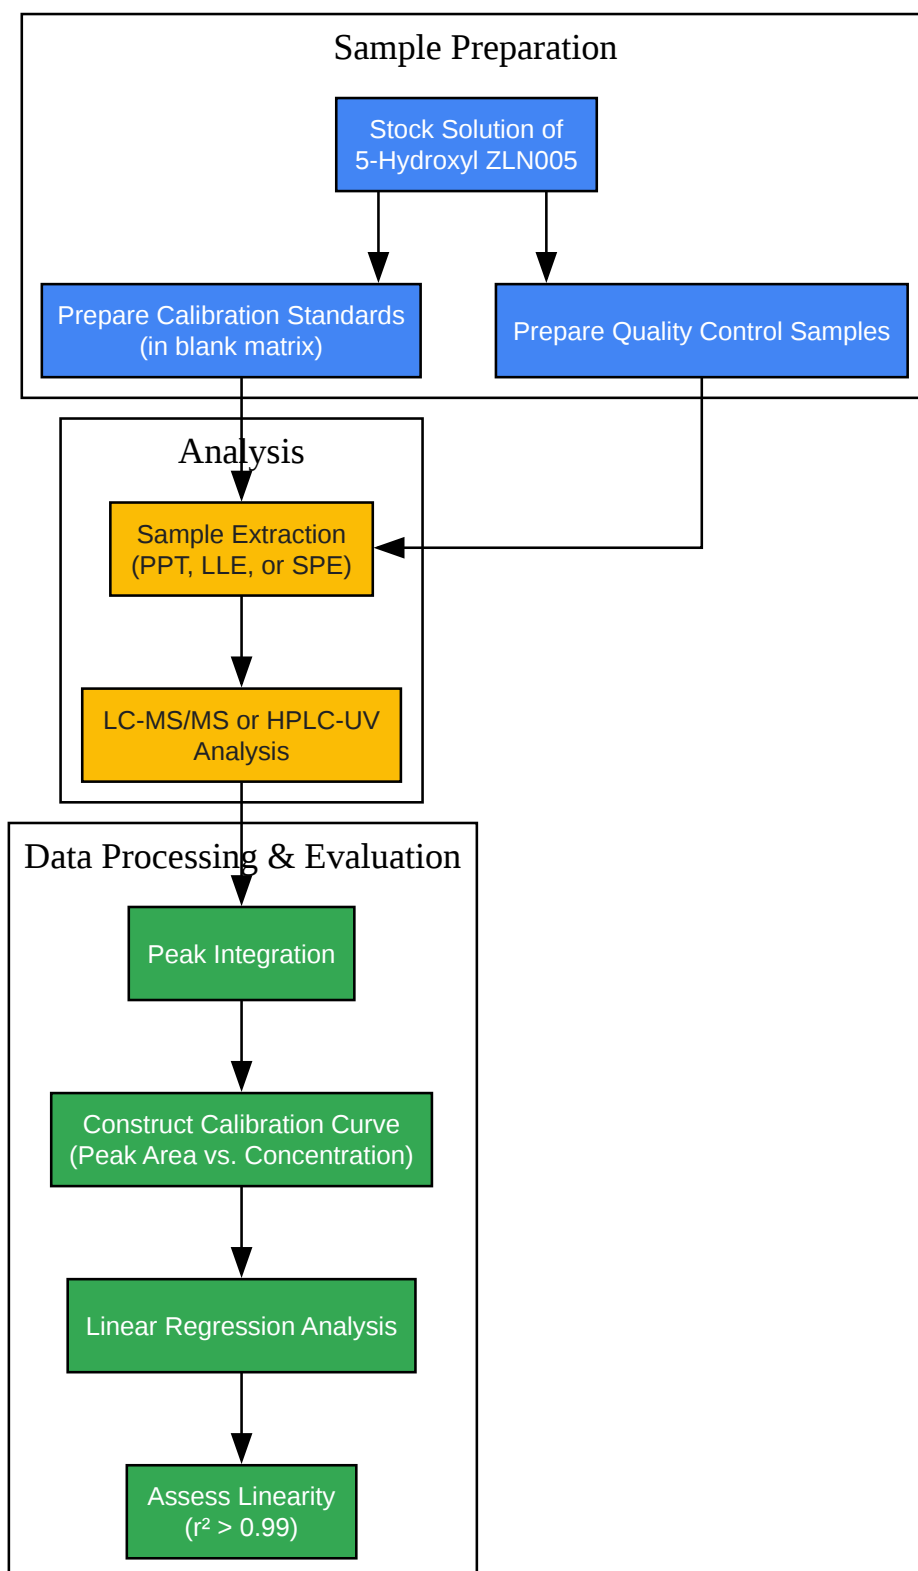 Sample Preparation
Stock Solution of
5-Hydroxyl ZLN005
Prepare Calibration Standards
(in blank matrix)
Prepare Quality Control Samples
Analysis
Sample Extraction
(PPT, LLE, or SPE)
LC-MS/MS or HPLC-UV
Analysis
Data Processing & Evaluation
Peak Integration
Construct Calibration Curve
(Peak Area vs. Concentration)
Linear Regression Analysis
Assess Linearity
(r² > 0.99)